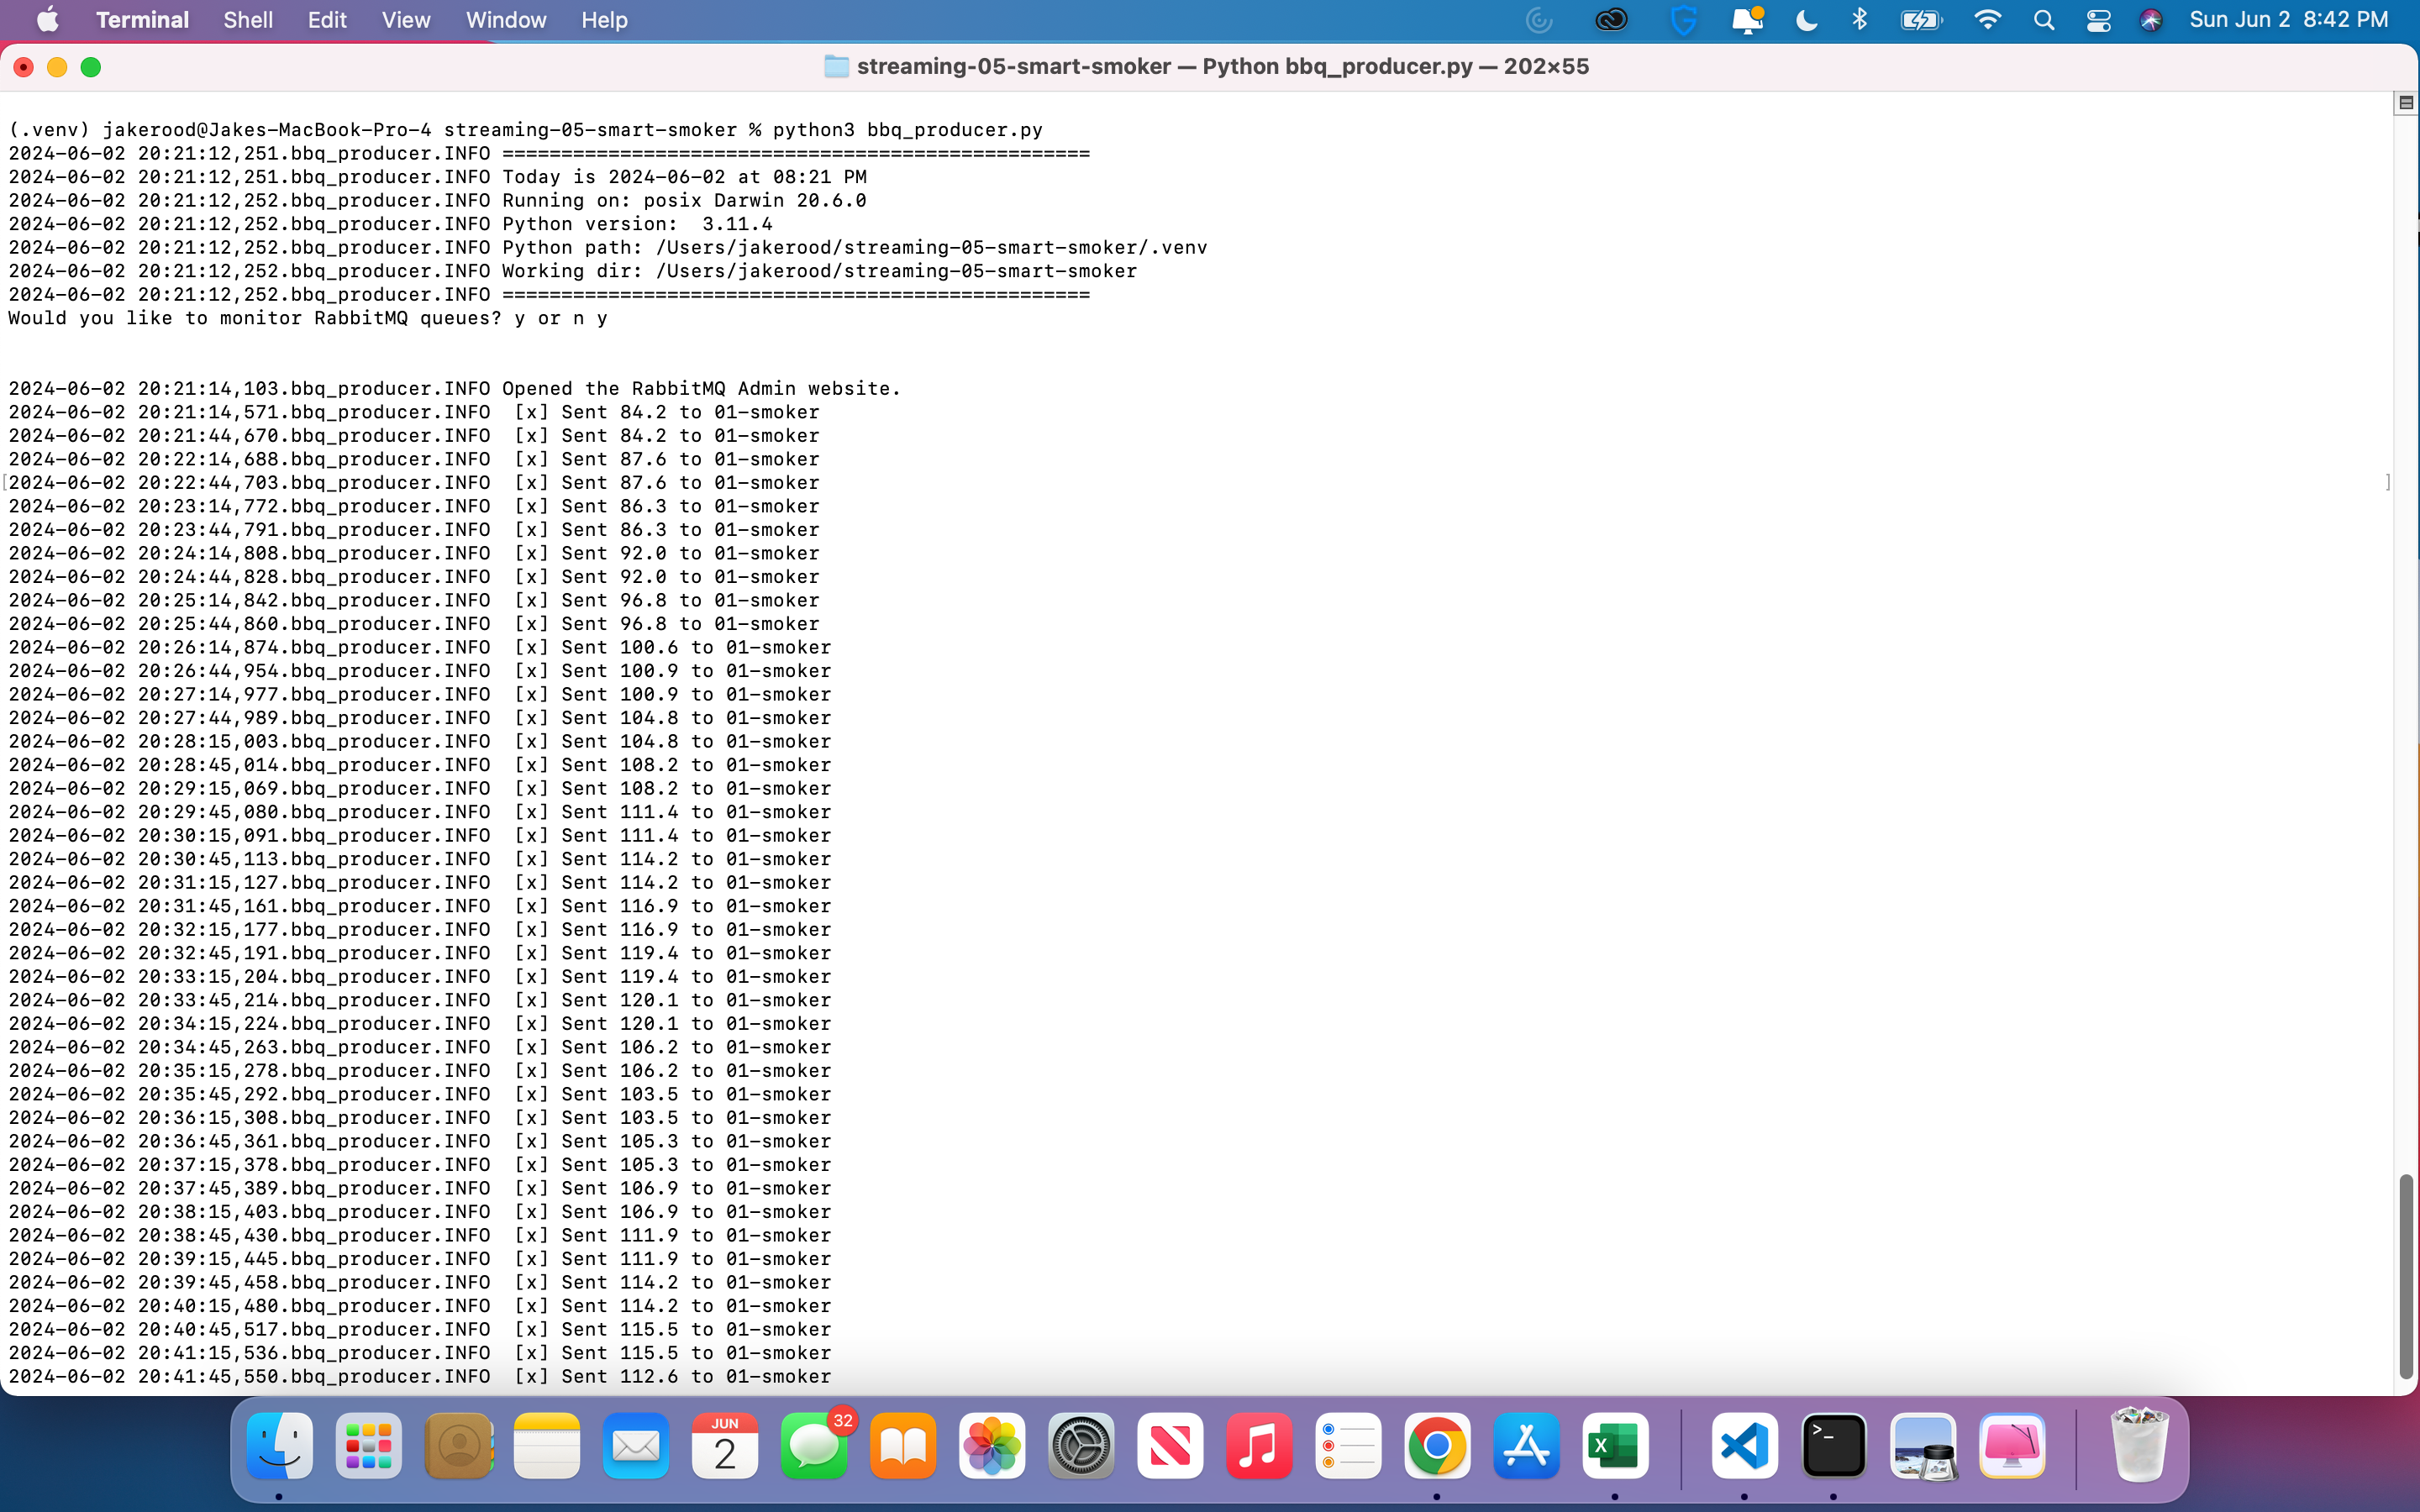 Terminal Shell Edit View Window Help Sun Jun 2 8:42 PM
streaming-05-smart-smoker — Python bbq_producer.py — 202×55
(.venv) jakerood@Jakes-MacBook-Pro-4 streaming-05-smart-smoker % python3 bbq_producer.py
2024-06-02 20:21:12,251.bbq_producer.INFO ==================================================
2024-06-02 20:21:12,251.bbq_producer.INFO Today is 2024-06-02 at 08:21 PM
2024-06-02 20:21:12,252.bbq_producer.INFO Running on: posix Darwin 20.6.0
2024-06-02 20:21:12,252.bbq_producer.INFO Python version:  3.11.4
2024-06-02 20:21:12,252.bbq_producer.INFO Python path: /Users/jakerood/streaming-05-smart-smoker/.venv
2024-06-02 20:21:12,252.bbq_producer.INFO Working dir: /Users/jakerood/streaming-05-smart-smoker
2024-06-02 20:21:12,252.bbq_producer.INFO ==================================================
Would you like to monitor RabbitMQ queues? y or n y
2024-06-02 20:21:14,103.bbq_producer.INFO Opened the RabbitMQ Admin website.
2024-06-02 20:21:14,571.bbq_producer.INFO  [x] Sent 84.2 to 01-smoker
2024-06-02 20:21:44,670.bbq_producer.INFO  [x] Sent 84.2 to 01-smoker
2024-06-02 20:22:14,688.bbq_producer.INFO  [x] Sent 87.6 to 01-smoker
[2024-06-02 20:22:44,703.bbq_producer.INFO  [x] Sent 87.6 to 01-smoker ]
2024-06-02 20:23:14,772.bbq_producer.INFO  [x] Sent 86.3 to 01-smoker
2024-06-02 20:23:44,791.bbq_producer.INFO  [x] Sent 86.3 to 01-smoker
2024-06-02 20:24:14,808.bbq_producer.INFO  [x] Sent 92.0 to 01-smoker
2024-06-02 20:24:44,828.bbq_producer.INFO  [x] Sent 92.0 to 01-smoker
2024-06-02 20:25:14,842.bbq_producer.INFO  [x] Sent 96.8 to 01-smoker
2024-06-02 20:25:44,860.bbq_producer.INFO  [x] Sent 96.8 to 01-smoker
2024-06-02 20:26:14,874.bbq_producer.INFO  [x] Sent 100.6 to 01-smoker
2024-06-02 20:26:44,954.bbq_producer.INFO  [x] Sent 100.9 to 01-smoker
2024-06-02 20:27:14,977.bbq_producer.INFO  [x] Sent 100.9 to 01-smoker
2024-06-02 20:27:44,989.bbq_producer.INFO  [x] Sent 104.8 to 01-smoker
2024-06-02 20:28:15,003.bbq_producer.INFO  [x] Sent 104.8 to 01-smoker
2024-06-02 20:28:45,014.bbq_producer.INFO  [x] Sent 108.2 to 01-smoker
2024-06-02 20:29:15,069.bbq_producer.INFO  [x] Sent 108.2 to 01-smoker
2024-06-02 20:29:45,080.bbq_producer.INFO  [x] Sent 111.4 to 01-smoker
2024-06-02 20:30:15,091.bbq_producer.INFO  [x] Sent 111.4 to 01-smoker
2024-06-02 20:30:45,113.bbq_producer.INFO  [x] Sent 114.2 to 01-smoker
2024-06-02 20:31:15,127.bbq_producer.INFO  [x] Sent 114.2 to 01-smoker
2024-06-02 20:31:45,161.bbq_producer.INFO  [x] Sent 116.9 to 01-smoker
2024-06-02 20:32:15,177.bbq_producer.INFO  [x] Sent 116.9 to 01-smoker
2024-06-02 20:32:45,191.bbq_producer.INFO  [x] Sent 119.4 to 01-smoker
2024-06-02 20:33:15,204.bbq_producer.INFO  [x] Sent 119.4 to 01-smoker
2024-06-02 20:33:45,214.bbq_producer.INFO  [x] Sent 120.1 to 01-smoker
2024-06-02 20:34:15,224.bbq_producer.INFO  [x] Sent 120.1 to 01-smoker
2024-06-02 20:34:45,263.bbq_producer.INFO  [x] Sent 106.2 to 01-smoker
2024-06-02 20:35:15,278.bbq_producer.INFO  [x] Sent 106.2 to 01-smoker
2024-06-02 20:35:45,292.bbq_producer.INFO  [x] Sent 103.5 to 01-smoker
2024-06-02 20:36:15,308.bbq_producer.INFO  [x] Sent 103.5 to 01-smoker
2024-06-02 20:36:45,361.bbq_producer.INFO  [x] Sent 105.3 to 01-smoker
2024-06-02 20:37:15,378.bbq_producer.INFO  [x] Sent 105.3 to 01-smoker
2024-06-02 20:37:45,389.bbq_producer.INFO  [x] Sent 106.9 to 01-smoker
2024-06-02 20:38:15,403.bbq_producer.INFO  [x] Sent 106.9 to 01-smoker
2024-06-02 20:38:45,430.bbq_producer.INFO  [x] Sent 111.9 to 01-smoker
2024-06-02 20:39:15,445.bbq_producer.INFO  [x] Sent 111.9 to 01-smoker
2024-06-02 20:39:45,458.bbq_producer.INFO  [x] Sent 114.2 to 01-smoker
2024-06-02 20:40:15,480.bbq_producer.INFO  [x] Sent 114.2 to 01-smoker
2024-06-02 20:40:45,517.bbq_producer.INFO  [x] Sent 115.5 to 01-smoker
2024-06-02 20:41:15,536.bbq_producer.INFO  [x] Sent 115.5 to 01-smoker
2024-06-02 20:41:45,550.bbq_producer.INFO  [x] Sent 112.6 to 01-smoker
JUN
2
32
X
>_